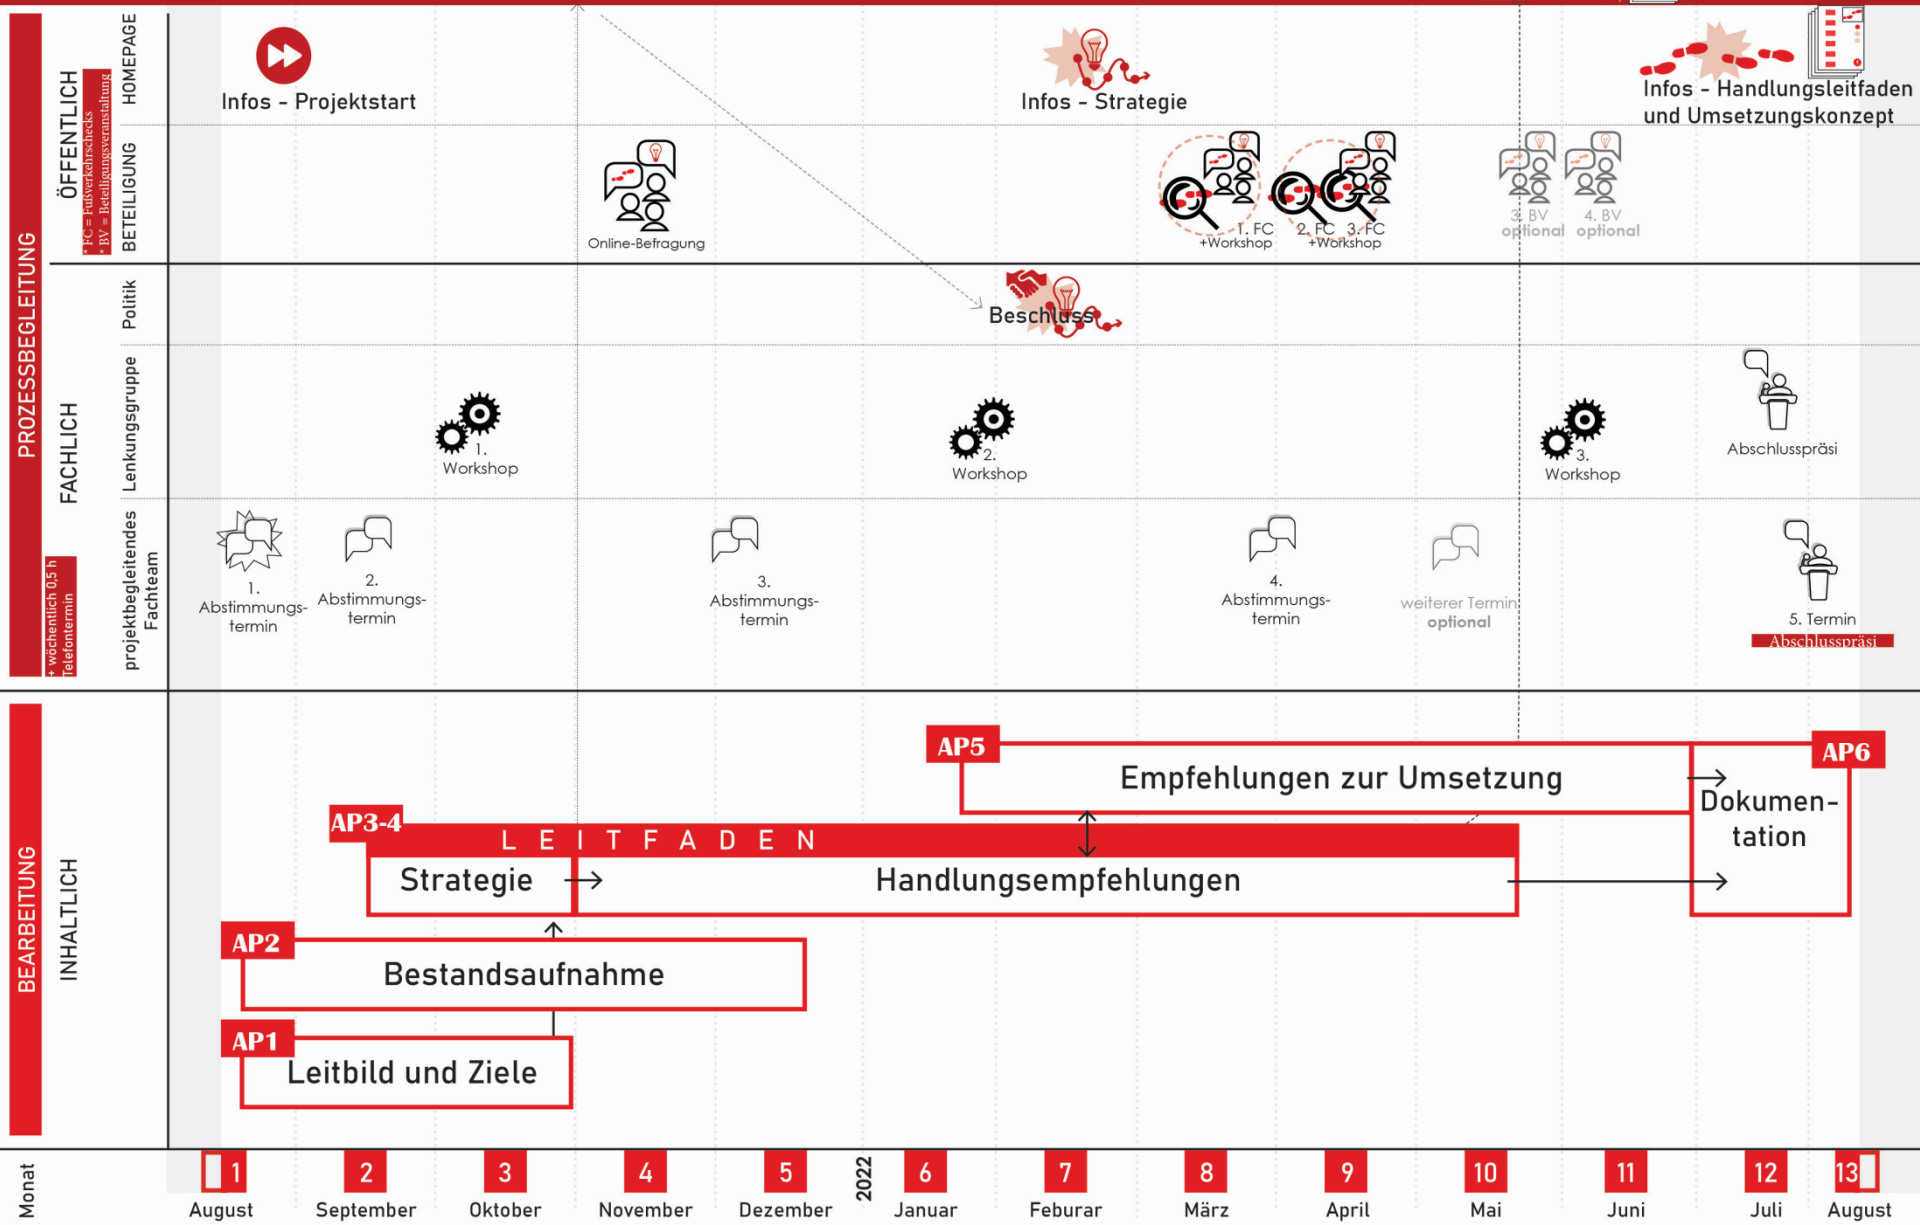 PROZESSBEGLEITUNG
ÖFFENTLICH
* FC = Fußverkehrschecks
* BV = Beteiligungsveranstaltung
HOMEPAGE
Infos - Projektstart
Infos - Strategie
Infos - Handlungsleitfaden
und Umsetzungskonzept
BETEILIGUNG
Online-Befragung
1. FC
+Workshop
2. FC 3. FC
+Workshop
3. BV
optional
4. BV
optional
FACHLICH
Politik
Beschluss
Lenkungsgruppe
1.
Workshop
2.
Workshop
3.
Workshop
Abschlusspräsi
+ wöchentlich 0,5 h
Telefontermin
projektbegleitendes
Fachteam
1.
Abstimmungs-
termin
2.
Abstimmungs-
termin
3.
Abstimmungs-
termin
4.
Abstimmungs-
termin
weiterer Termin
optional
5. Termin
Abschlusspräsi
BEARBEITUNG
INHALTLICH
AP5
Empfehlungen zur Umsetzung
AP6
Dokumen-
tation
AP3-4
LEITFADEN
Strategie
Handlungsempfehlungen
AP2
Bestandsaufnahme
AP1
Leitbild und Ziele
Monat
1 2 3 4 5 2022 6 7 8 9 10 11 12 13
August September Oktober November Dezember Januar Feburar März April Mai Juni Juli August